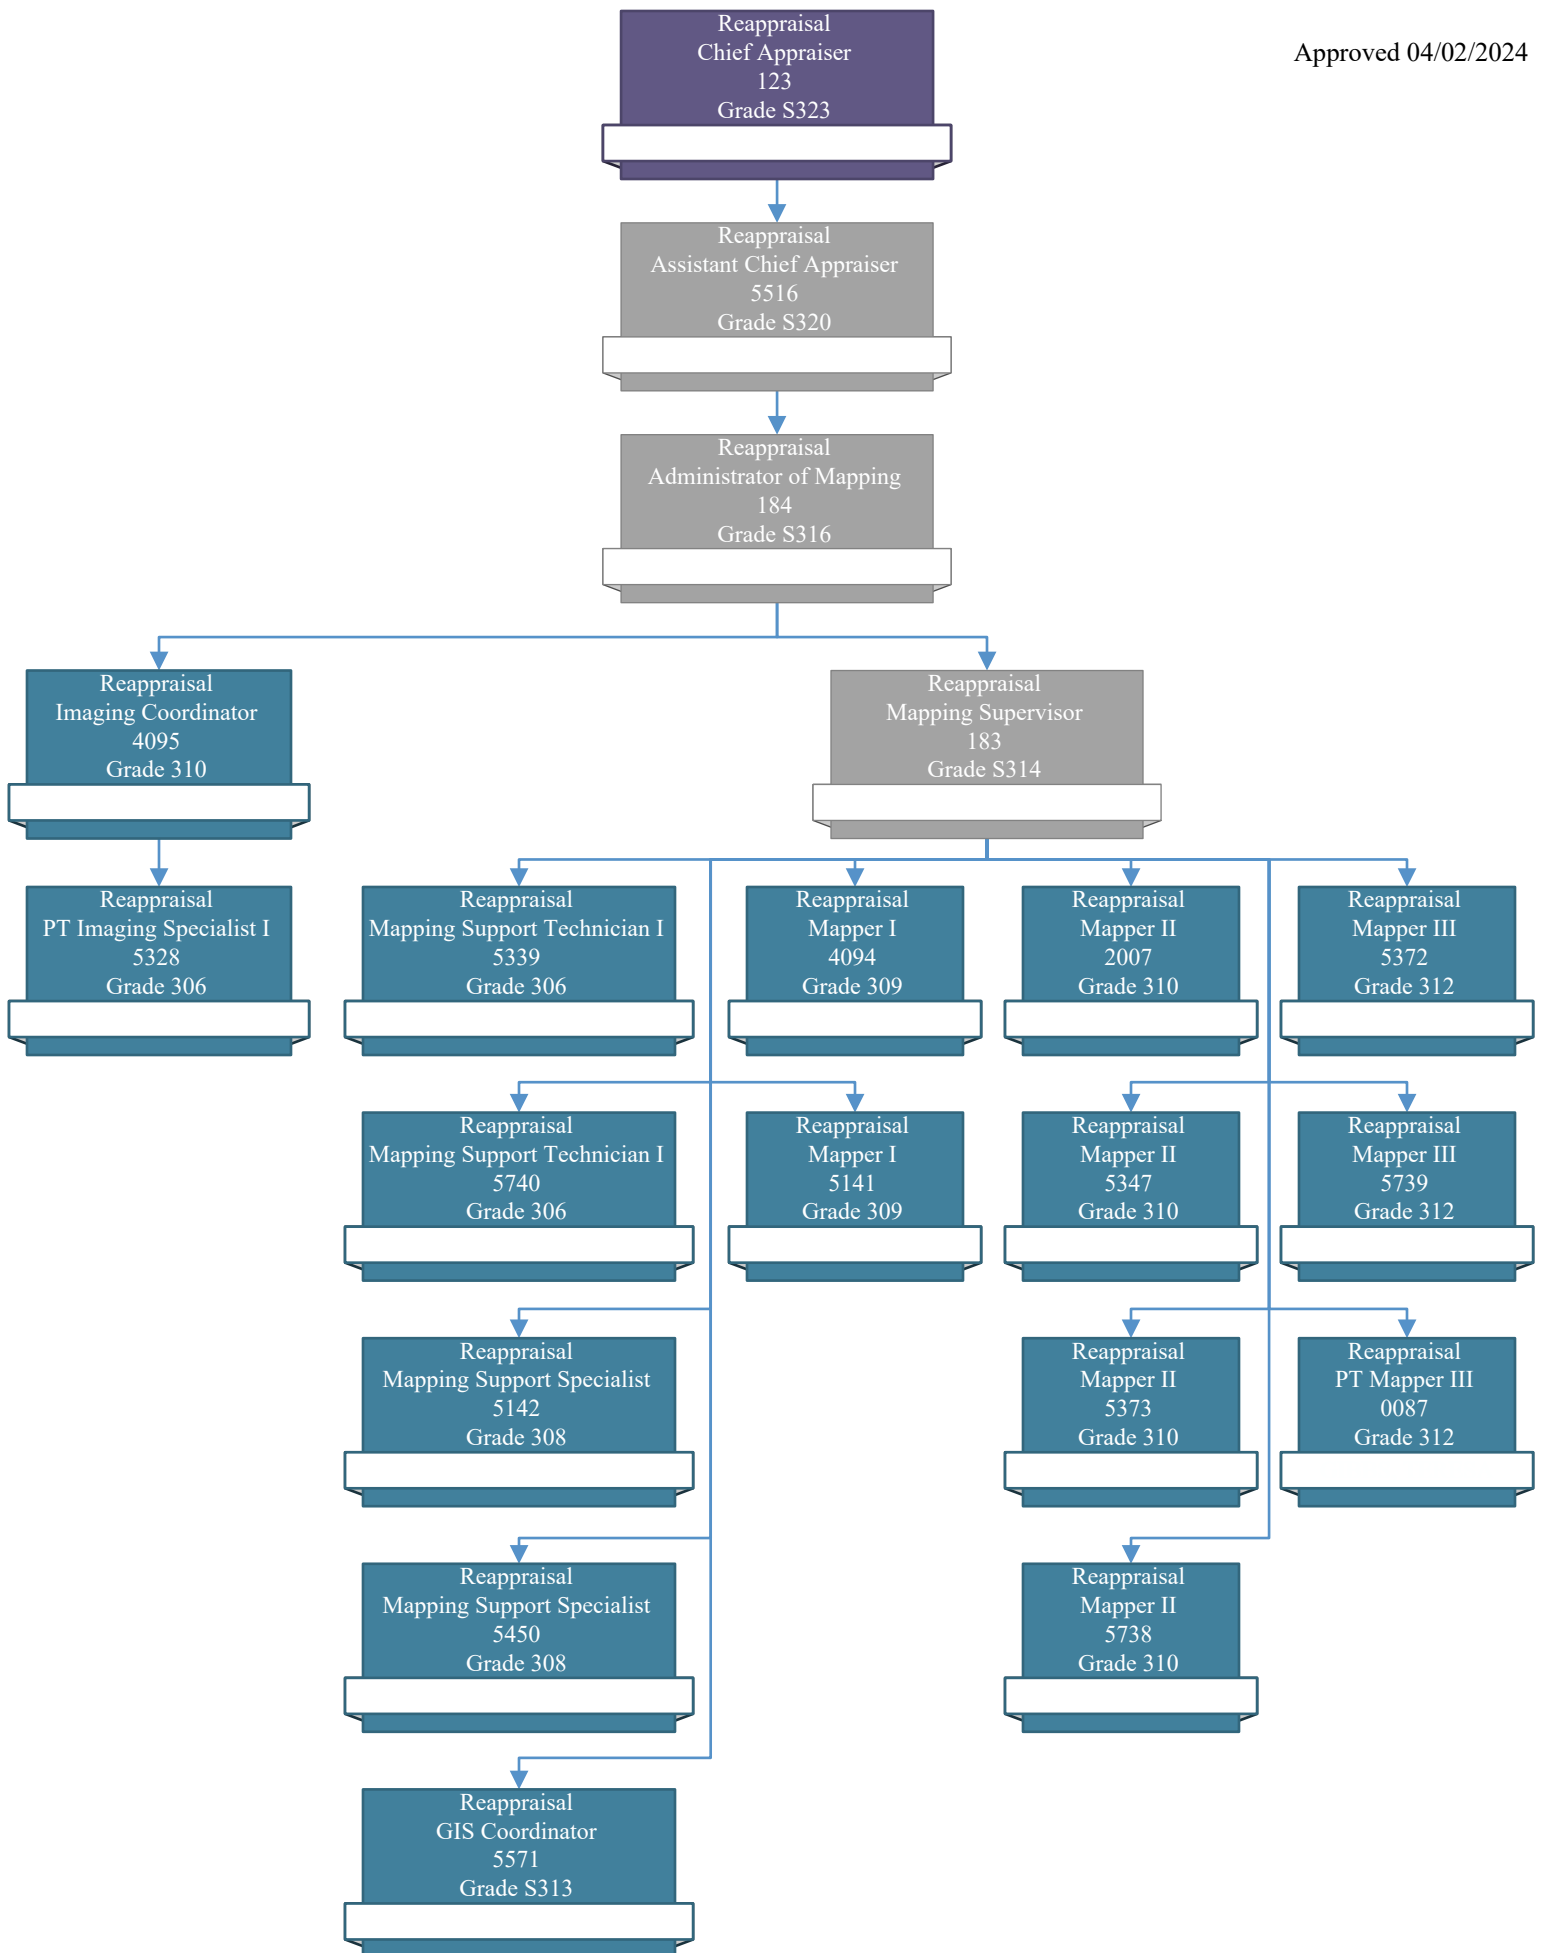 Reappraisal
Chief Appraiser
123
Grade S323
Approved 04/02/2024
Reappraisal
Assistant Chief Appraiser
5516
Grade S320
Reappraisal
Administrator of Mapping
184
Grade S316
Reappraisal
Imaging Coordinator
4095
Grade 310
Reappraisal
Mapping Supervisor
183
Grade S314
Reappraisal
PT Imaging Specialist I
5328
Grade 306
Reappraisal
Mapping Support Technician I
5339
Grade 306
Reappraisal
Mapper I
4094
Grade 309
Reappraisal
Mapper II
2007
Grade 310
Reappraisal
Mapper III
5372
Grade 312
Reappraisal
Mapping Support Technician I
5740
Grade 306
Reappraisal
Mapper I
5141
Grade 309
Reappraisal
Mapper II
5347
Grade 310
Reappraisal
Mapper III
5739
Grade 312
Reappraisal
Mapping Support Specialist
5142
Grade 308
Reappraisal
Mapper II
5373
Grade 310
Reappraisal
PT Mapper III
0087
Grade 312
Reappraisal
Mapping Support Specialist
5450
Grade 308
Reappraisal
Mapper II
5738
Grade 310
Reappraisal
GIS Coordinator
5571
Grade S313